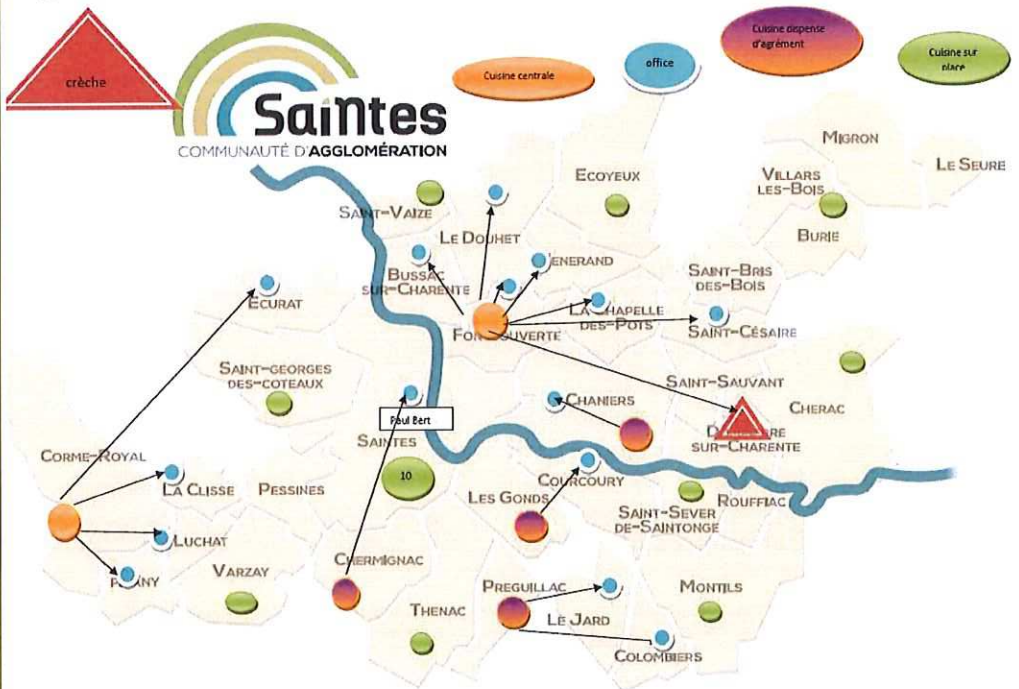 crèche
Saintes
COMMUNAUTÉ D'AGGLOMÉRATION
Cuisine centrale
office
Cuisine dispense
d'agrément
Cuisine sur
place
MIGRON
LE SEURE
VILLARS
LES-BOIS
BURIE
ECOYEUX
SAINT-VAIZE
LE DOUHET
BUSSAC
SUR-CHARENTE
ENERAND
SAINT-BRIS
DES-BOIS
ECURAT
LA CHAPELLE
DES-POTS
SAINT-CÉSAIRE
FON OUVERTE
SAINT-GEORGES
DES-COTEAUX
SAINT-SAUVANT
CHERAC
CHANIERS
Paul Bert
SAINTES
10
SUR-CHARENTE
CORME-ROYAL
LA CLISSE
PESSINES
LES GONDS
COURCOURY
SAINT-SEVER
DE-SAINTONGE
ROUFFIAC
LUCHAT
VARZAY
CHERMIGNAC
THENAC
PREGUILLAC
LE JARD
MONTILS
COLOMBIERS